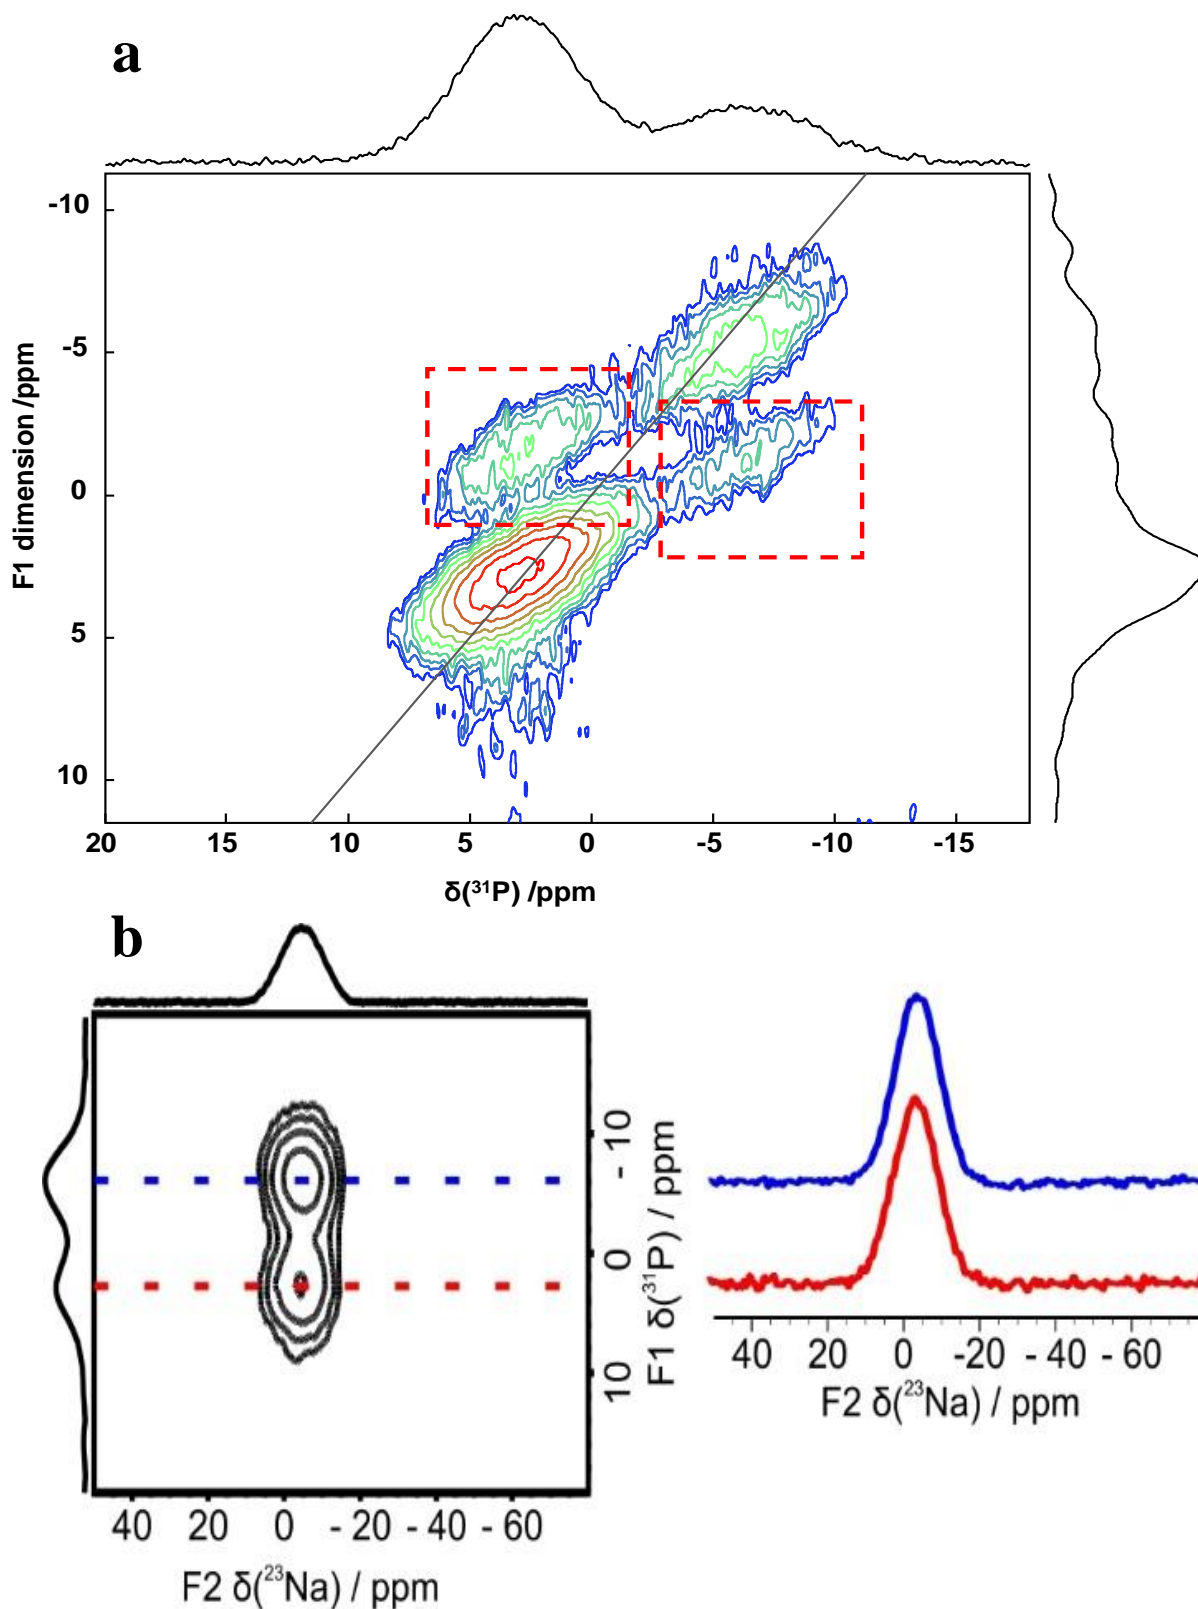 a
F1 dimension /ppm
-10
-5
0
5
10
20 15 10 5 0 -5 -10 -15
δ(³¹P) /ppm
b
- 10
0
10
F1 δ(³¹P) / ppm
40 20 0 - 20 - 40 - 60
F2 δ(²³Na) / ppm
40 20 0 -20 - 40 - 60
F2 δ(²³Na) / ppm